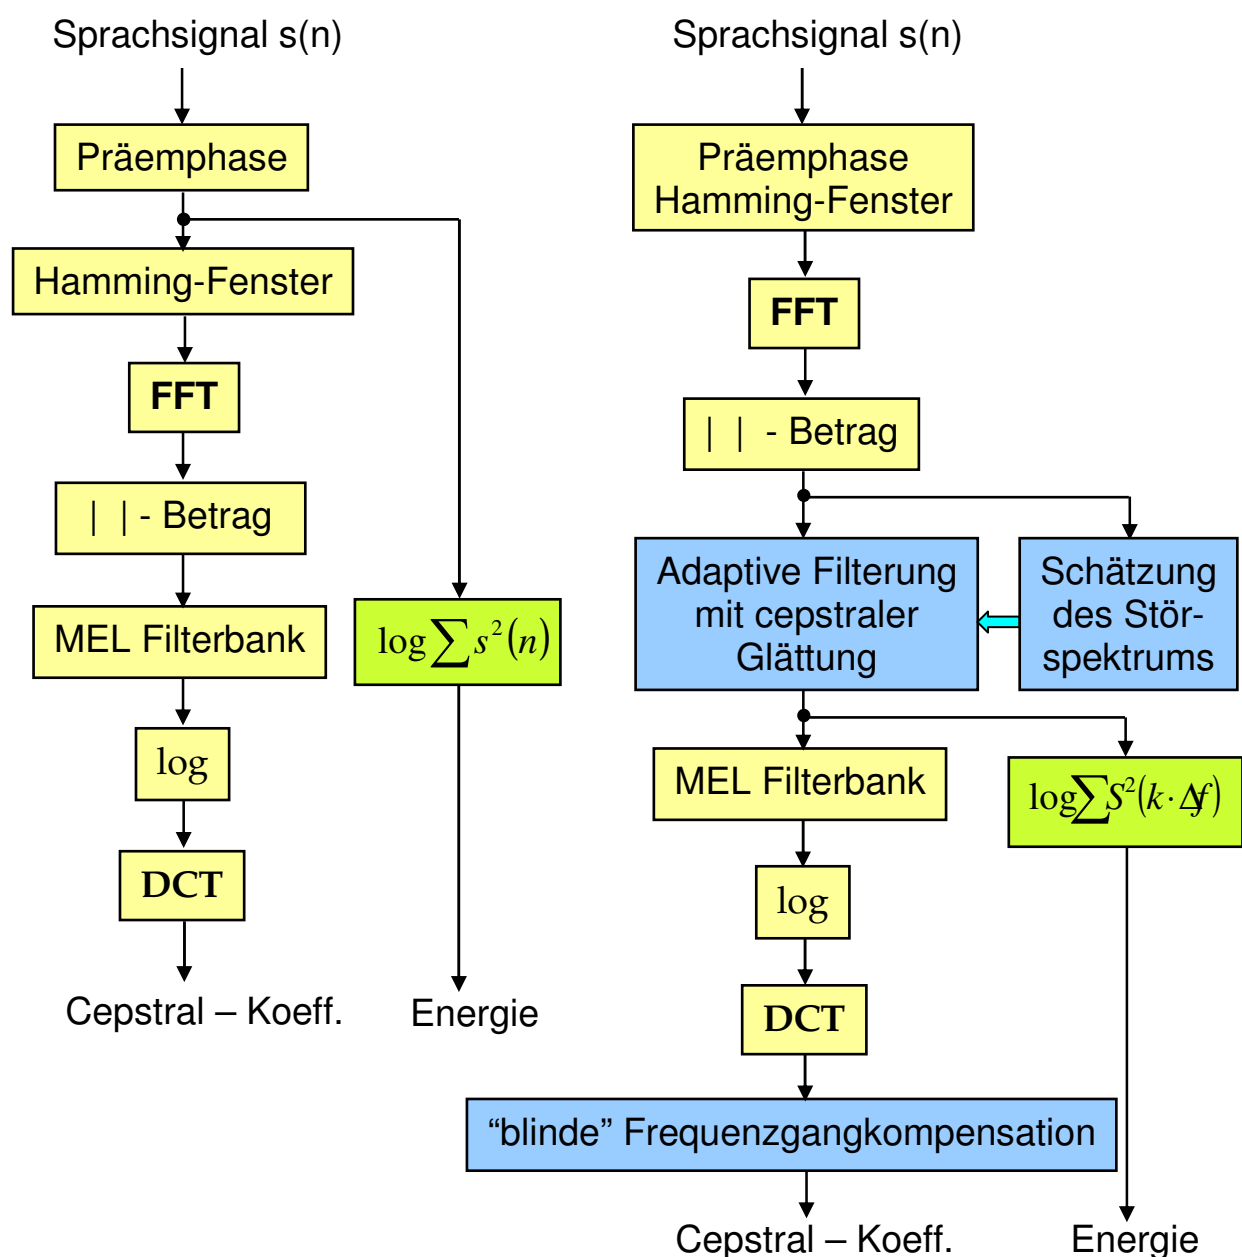 Sprachsignal s(n)
Präemphase
Hamming-Fenster
FFT
| | - Betrag
MEL Filterbank
log
DCT
Cepstral – Koeff.
log ∑ s²(n)
Energie
Sprachsignal s(n)
Präemphase
Hamming-Fenster
FFT
| | - Betrag
Adaptive Filterung
mit cepstraler
Glättung
Schätzung
des Stör-
spektrums
MEL Filterbank
log
DCT
“blinde” Frequenzgangkompensation
Cepstral – Koeff.
log∑S²(k·Δf)
Energie